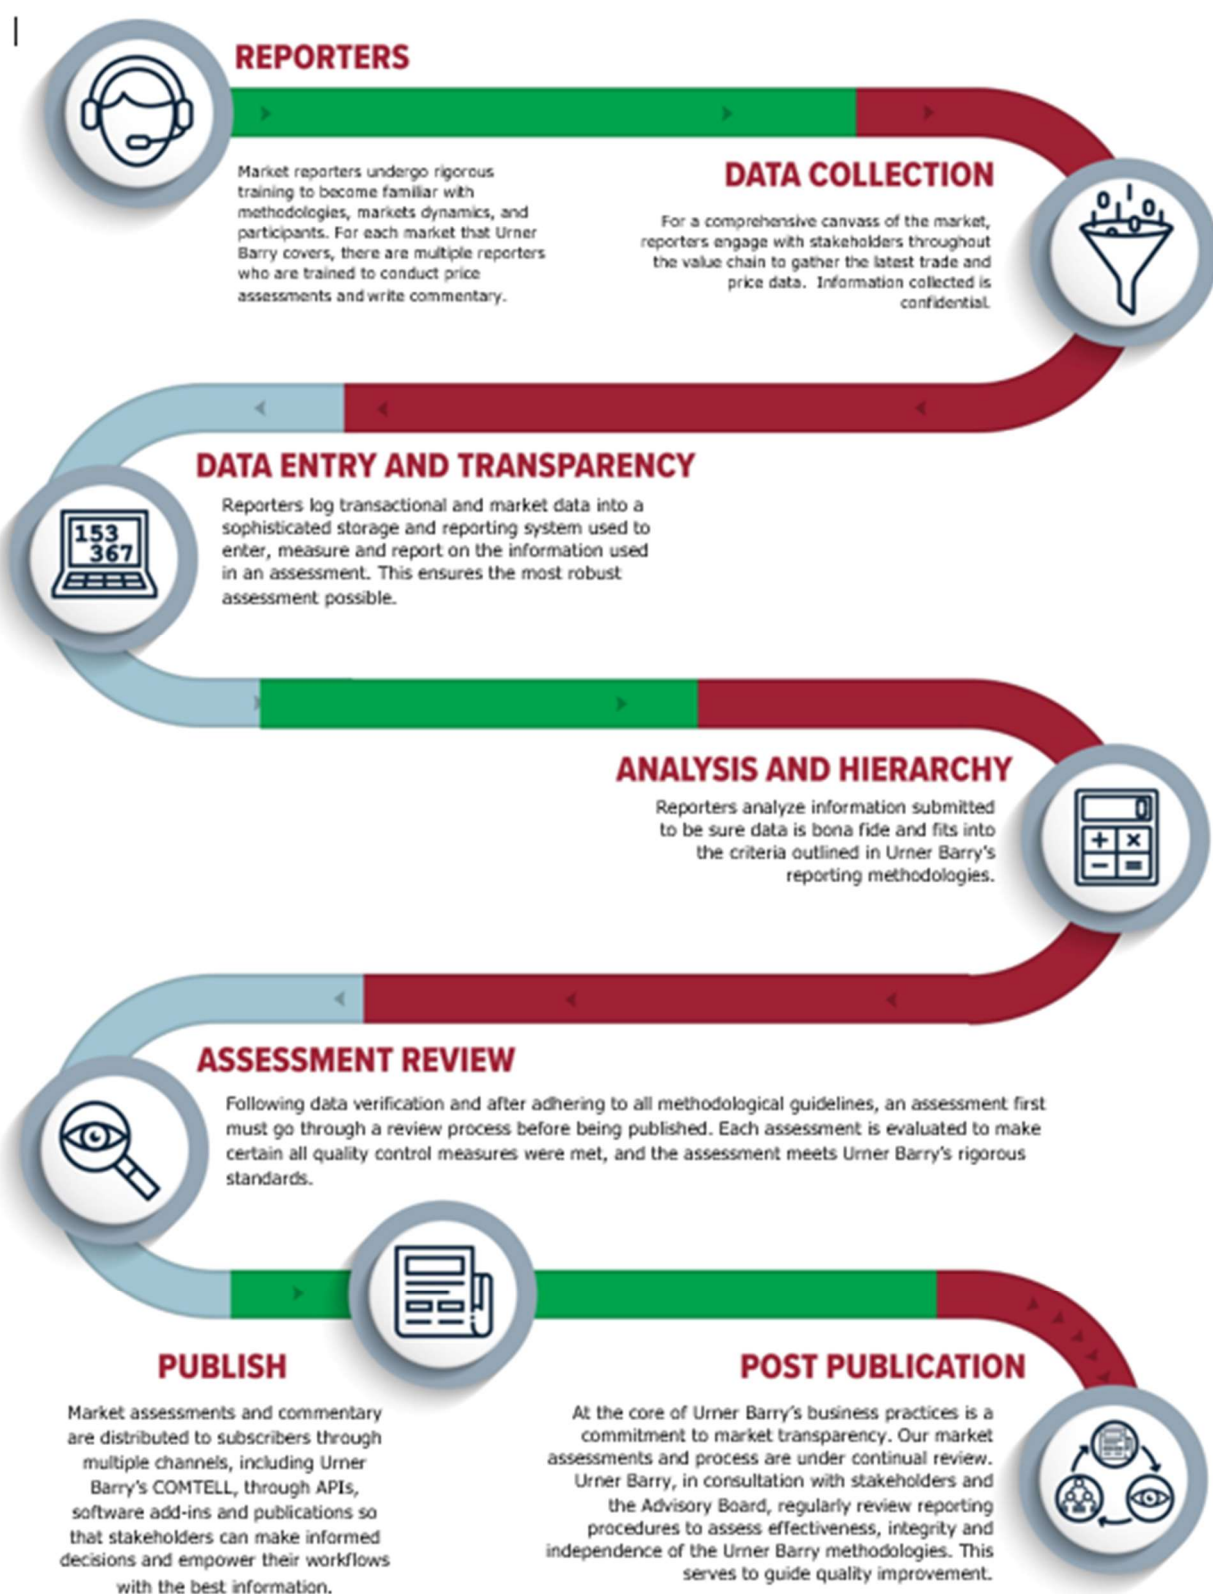 REPORTERS
Market reporters undergo rigorous
training to become familiar with
methodologies, markets dynamics, and
participants. For each market that Urner
Barry covers, there are multiple reporters
who are trained to conduct price
assessments and write commentary.
DATA COLLECTION
For a comprehensive canvass of the market,
reporters engage with stakeholders throughout
the value chain to gather the latest trade and
price data. Information collected is
confidential.
DATA ENTRY AND TRANSPARENCY
153
367
Reporters log transactional and market data into a
sophisticated storage and reporting system used to
enter, measure and report on the information used
in an assessment. This ensures the most robust
assessment possible.
ANALYSIS AND HIERARCHY
Reporters analyze information submitted
to be sure data is bona fide and fits into
the criteria outlined in Urner Barry's
reporting methodologies.
0
+ ×
− =
ASSESSMENT REVIEW
Following data verification and after adhering to all methodological guidelines, an assessment first
must go through a review process before being published. Each assessment is evaluated to make
certain all quality control measures were met, and the assessment meets Urner Barry's rigorous
standards.
PUBLISH
Market assessments and commentary
are distributed to subscribers through
multiple channels, including Urner
Barry's COMTELL, through APIs,
software add-ins and publications so
that stakeholders can make informed
decisions and empower their workflows
with the best information.
POST PUBLICATION
At the core of Urner Barry's business practices is a
commitment to market transparency. Our market
assessments and process are under continual review.
Urner Barry, in consultation with stakeholders and
the Advisory Board, regularly review reporting
procedures to assess effectiveness, integrity and
independence of the Urner Barry methodologies. This
serves to guide quality improvement.